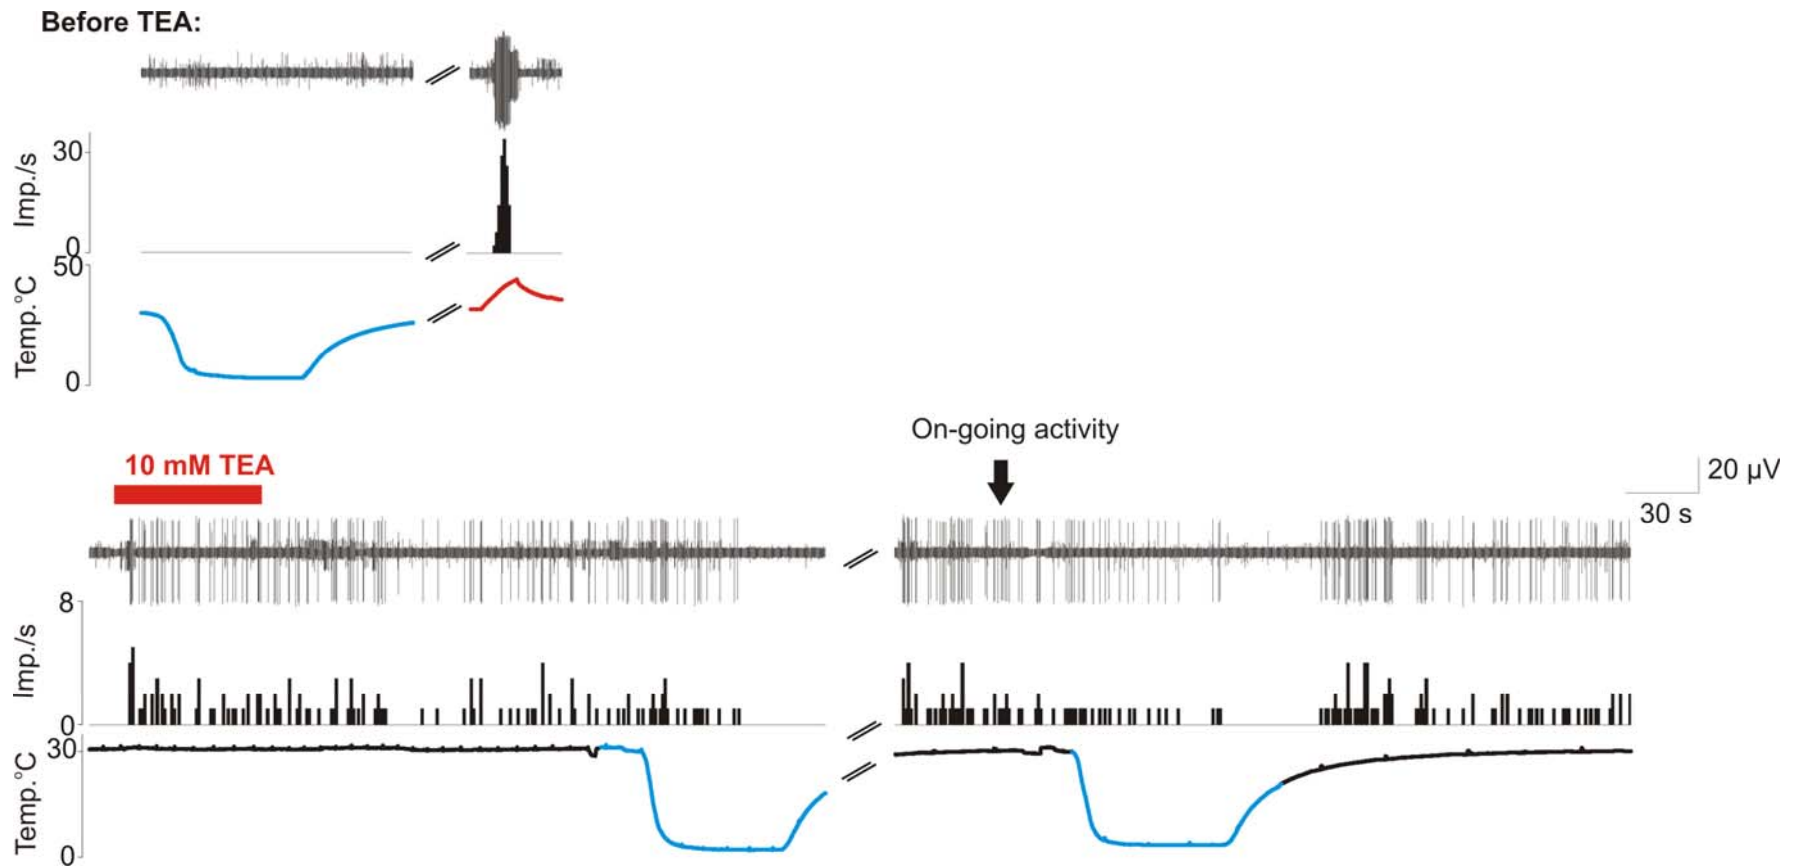 Before TEA:
Imp./s
30
0
Temp.°C
50
0
On-going activity
10 mM TEA
20 µV
30 s
Imp./s
8
0
Temp.°C
30
0